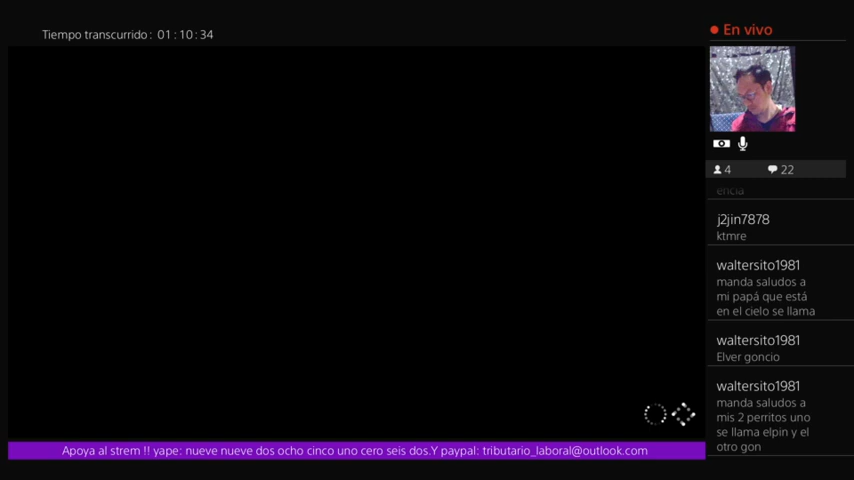 Tiempo transcurrido: 01:10:34
En vivo
4 22
encia
j2jin7878
ktmre
waltersito1981
manda saludos a
mi papá que está
en el cielo se llama
waltersito1981
Elver goncio
waltersito1981
manda saludos a
mis 2 perritos uno
se llama elpin y el
otro gon
Apoya al strem !! yape: nueve nueve dos ocho cinco uno cero seis dos.Y paypal: tributario_laboral@outlook.com